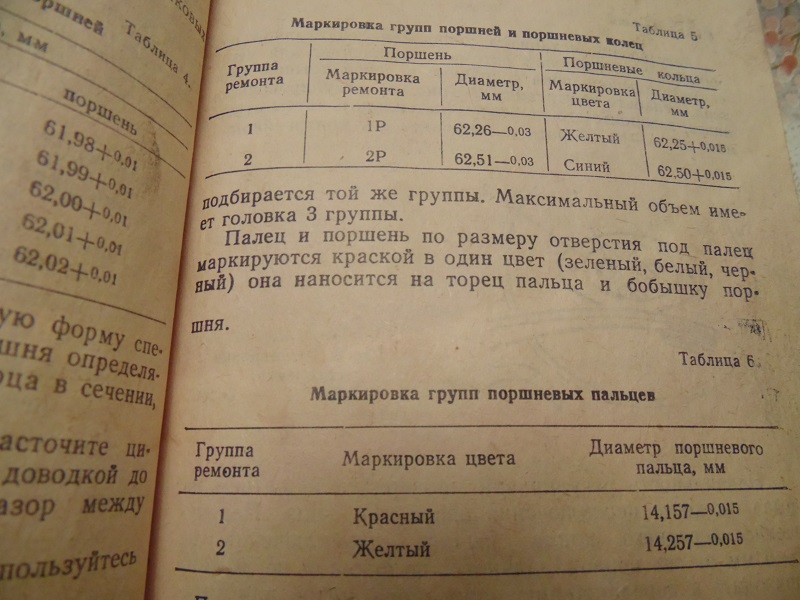 ковых
поршней Таблица 4.
, мм
поршень
61,98+0,01
61,99+0,01
62,00+0,01
62,01+0,01
62,02+0,01
ую форму спе-
шня определя-
ца в сечении,
асточите ци-
доводкой до
азор между
пользуйтесь
Таблица 5
Маркировка групп поршней и поршневых колец
Группа ремонта Поршень Поршневые кольца
Маркировка ремонта Диаметр, мм Маркировка цвета Диаметр, мм
1 1Р 62,26—0,03 Желтый 62,25+0,015
2 2Р 62,51—0,03 Синий 62,50+0,015
подбирается той же группы. Максимальный объем име-
ет головка 3 группы.
Палец и поршень по размеру отверстия под палец
маркируются краской в один цвет (зеленый, белый, чер-
ный) она наносится на торец пальца и бобышку пор-
шня.
Таблица 6.
Маркировка групп поршневых пальцев
Группа ремонта Маркировка цвета Диаметр поршневого пальца, мм
1 Красный 14,157—0,015
2 Желтый 14,257—0,015